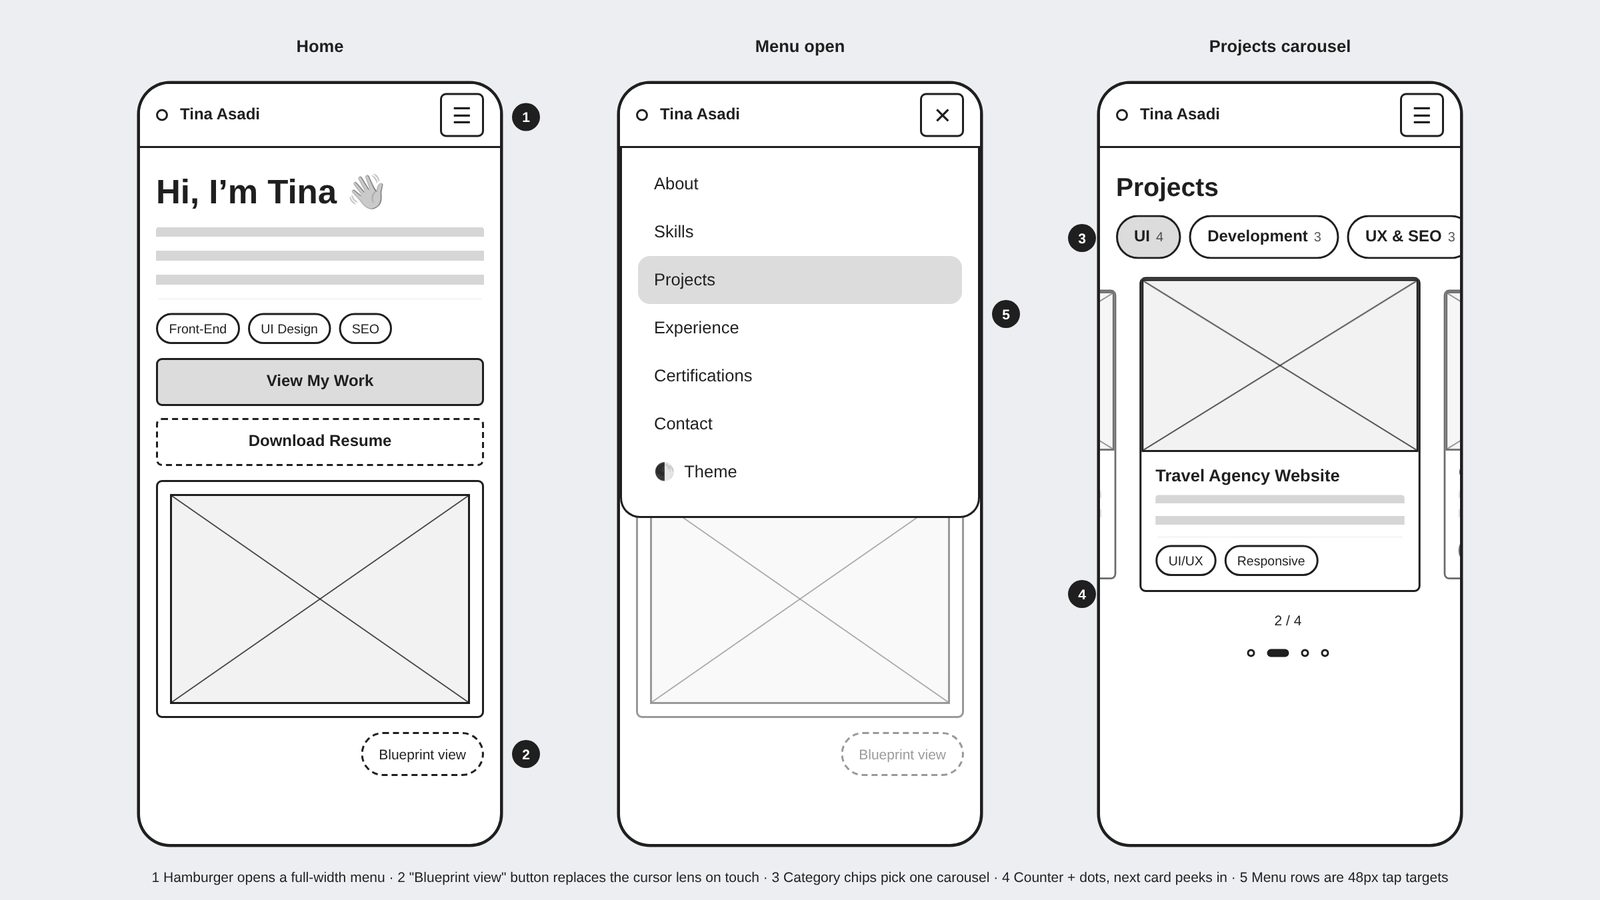 Home
Tina Asadi
☰
1
Hi, I’m Tina 👋
Front-End
UI Design
SEO
View My Work
Download Resume
Blueprint view
2
Menu open
Tina Asadi
✕
About
Skills
Projects
Experience
Certifications
Contact
Theme
5
Blueprint view
Projects carousel
Tina Asadi
☰
Projects
3
UI 4
Development 3
UX & SEO 3
Travel Agency Website
UI/UX
Responsive
4
2 / 4
1 Hamburger opens a full-width menu · 2 "Blueprint view" button replaces the cursor lens on touch · 3 Category chips pick one carousel · 4 Counter + dots, next card peeks in · 5 Menu rows are 48px tap targets